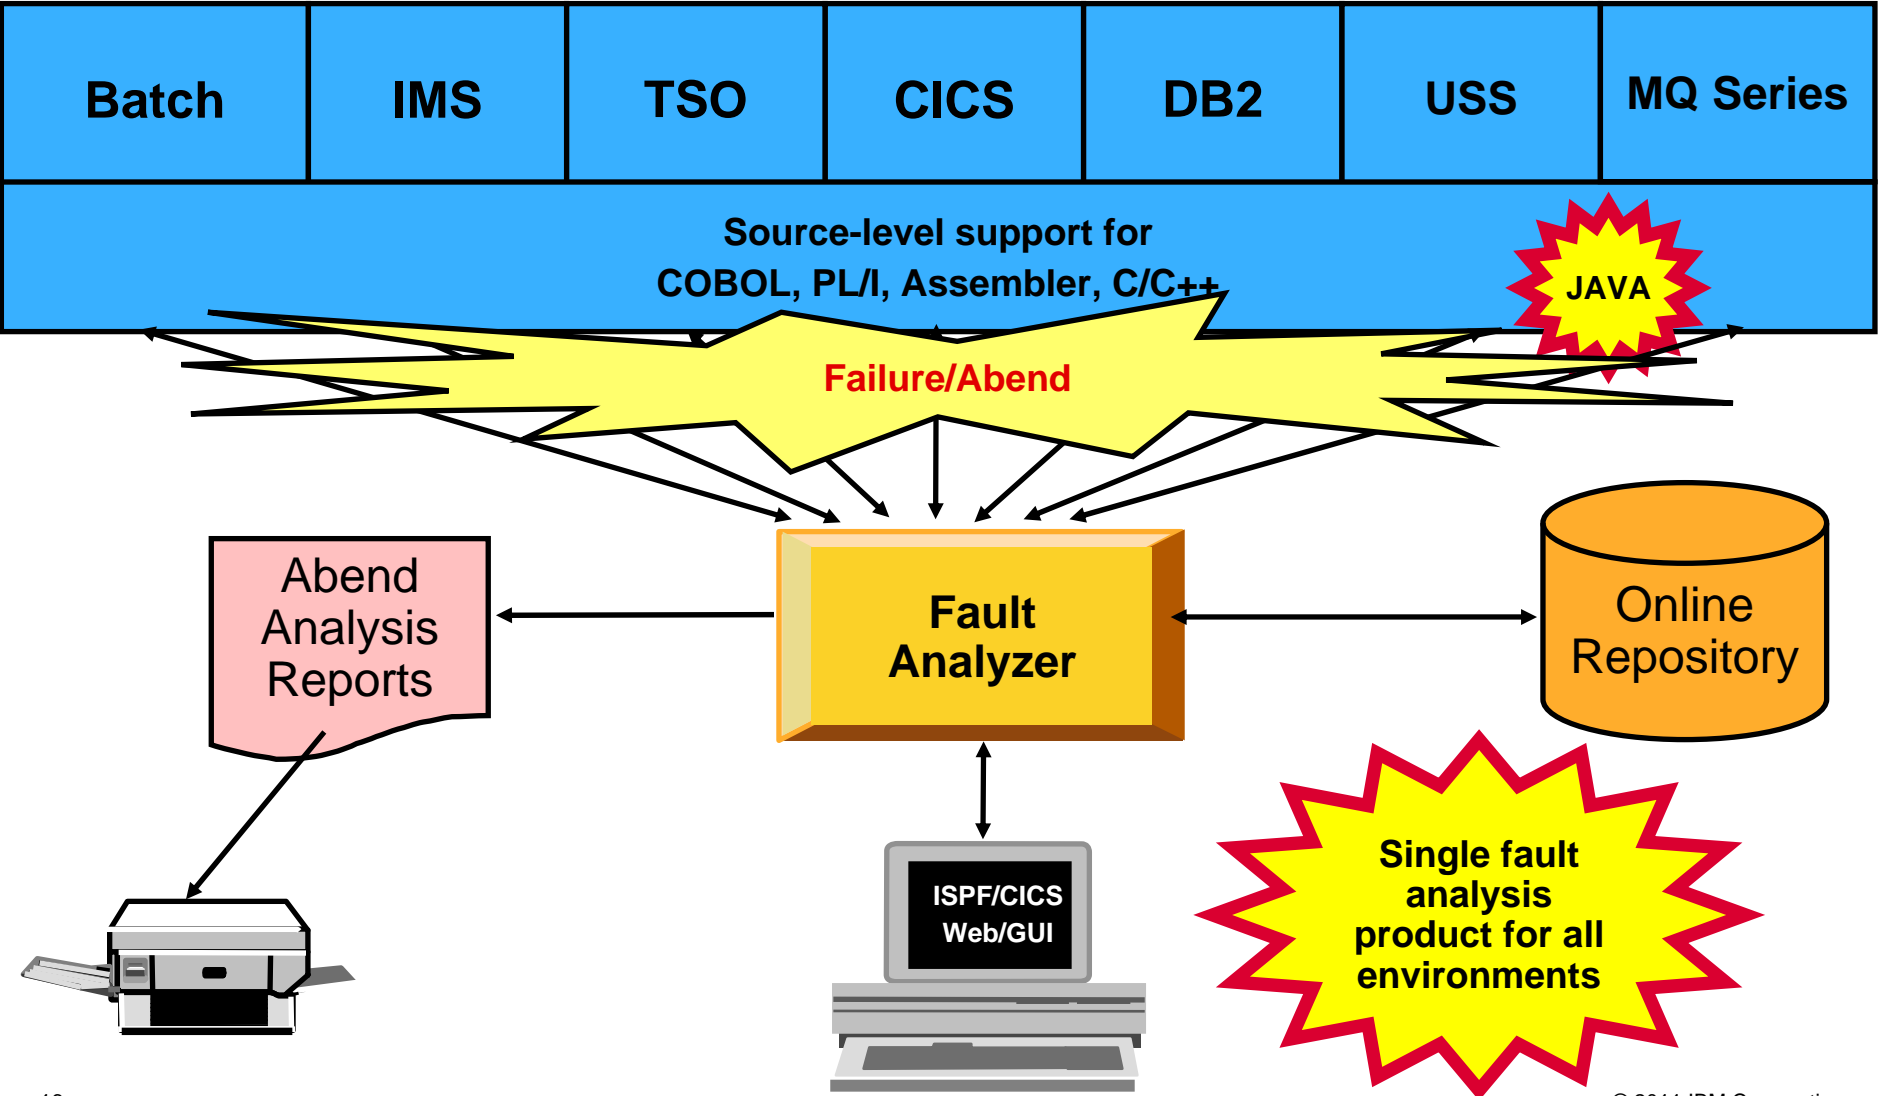 Batch
IMS
TSO
CICS
DB2
USS
MQ Series
Source-level support for
COBOL, PL/I, Assembler, C/C++
JAVA
Failure/Abend
Abend
Analysis
Reports
Fault
Analyzer
Online
Repository
ISPF/CICS
Web/GUI
Single fault
analysis
product for all
environments